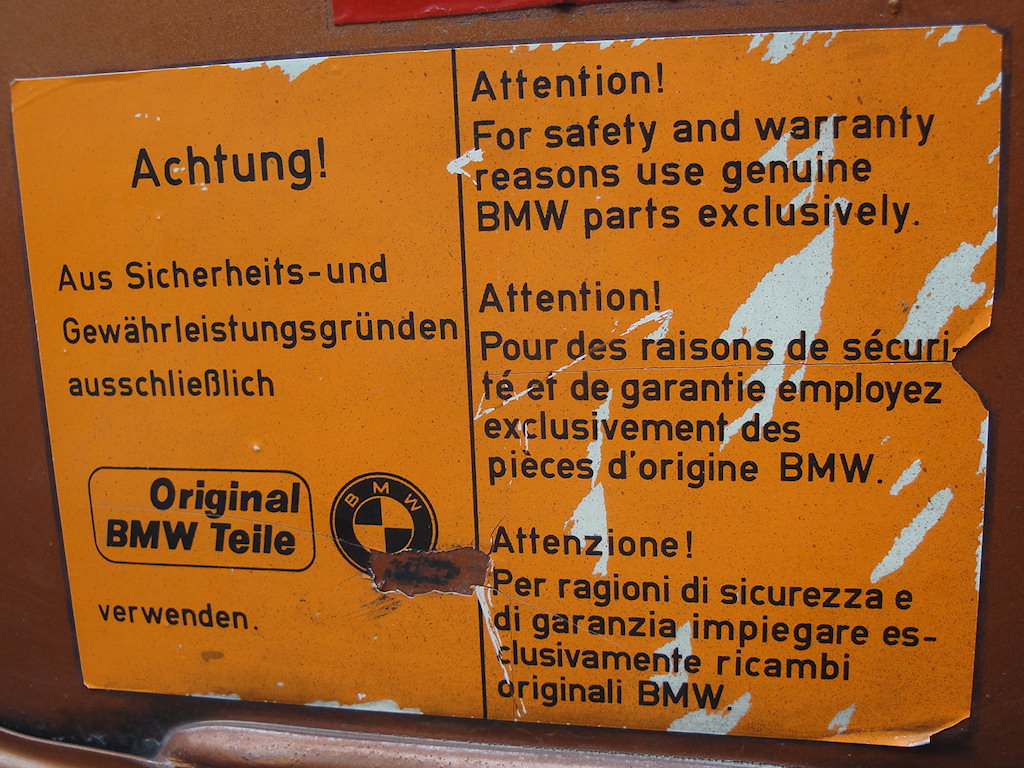 Achtung!
Aus Sicherheits-und
Gewährleistungsgründen
ausschließlich
Original
BMW Teile
BMW
verwenden.
Attention!
For safety and warranty
reasons use genuine
BMW parts exclusively.
Attention!
Pour des raisons de sécuri-
té et de garantie employez
exclusivement des
pièces d'origine BMW.
Attenzione!
Per ragioni di sicurezza e
di garanzia impiegare es-
clusivamente ricambi
originali BMW.